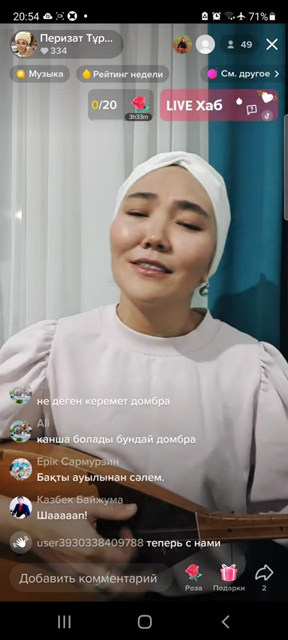 20:54
71%
Перизат Тұр...
334
49
Музыка
Рейтинг недели
См. другое
0/20
3h33m
LIVE Хаб
не деген керемет домбра
Ali
канша болады бундай домбра
Ерік Сармурзин
Бақты ауылынан сәлем.
Казбек Байжума
Шааааап!
user3930338409788 теперь с нами
Добавить комментарий
Роза
Подарки
2